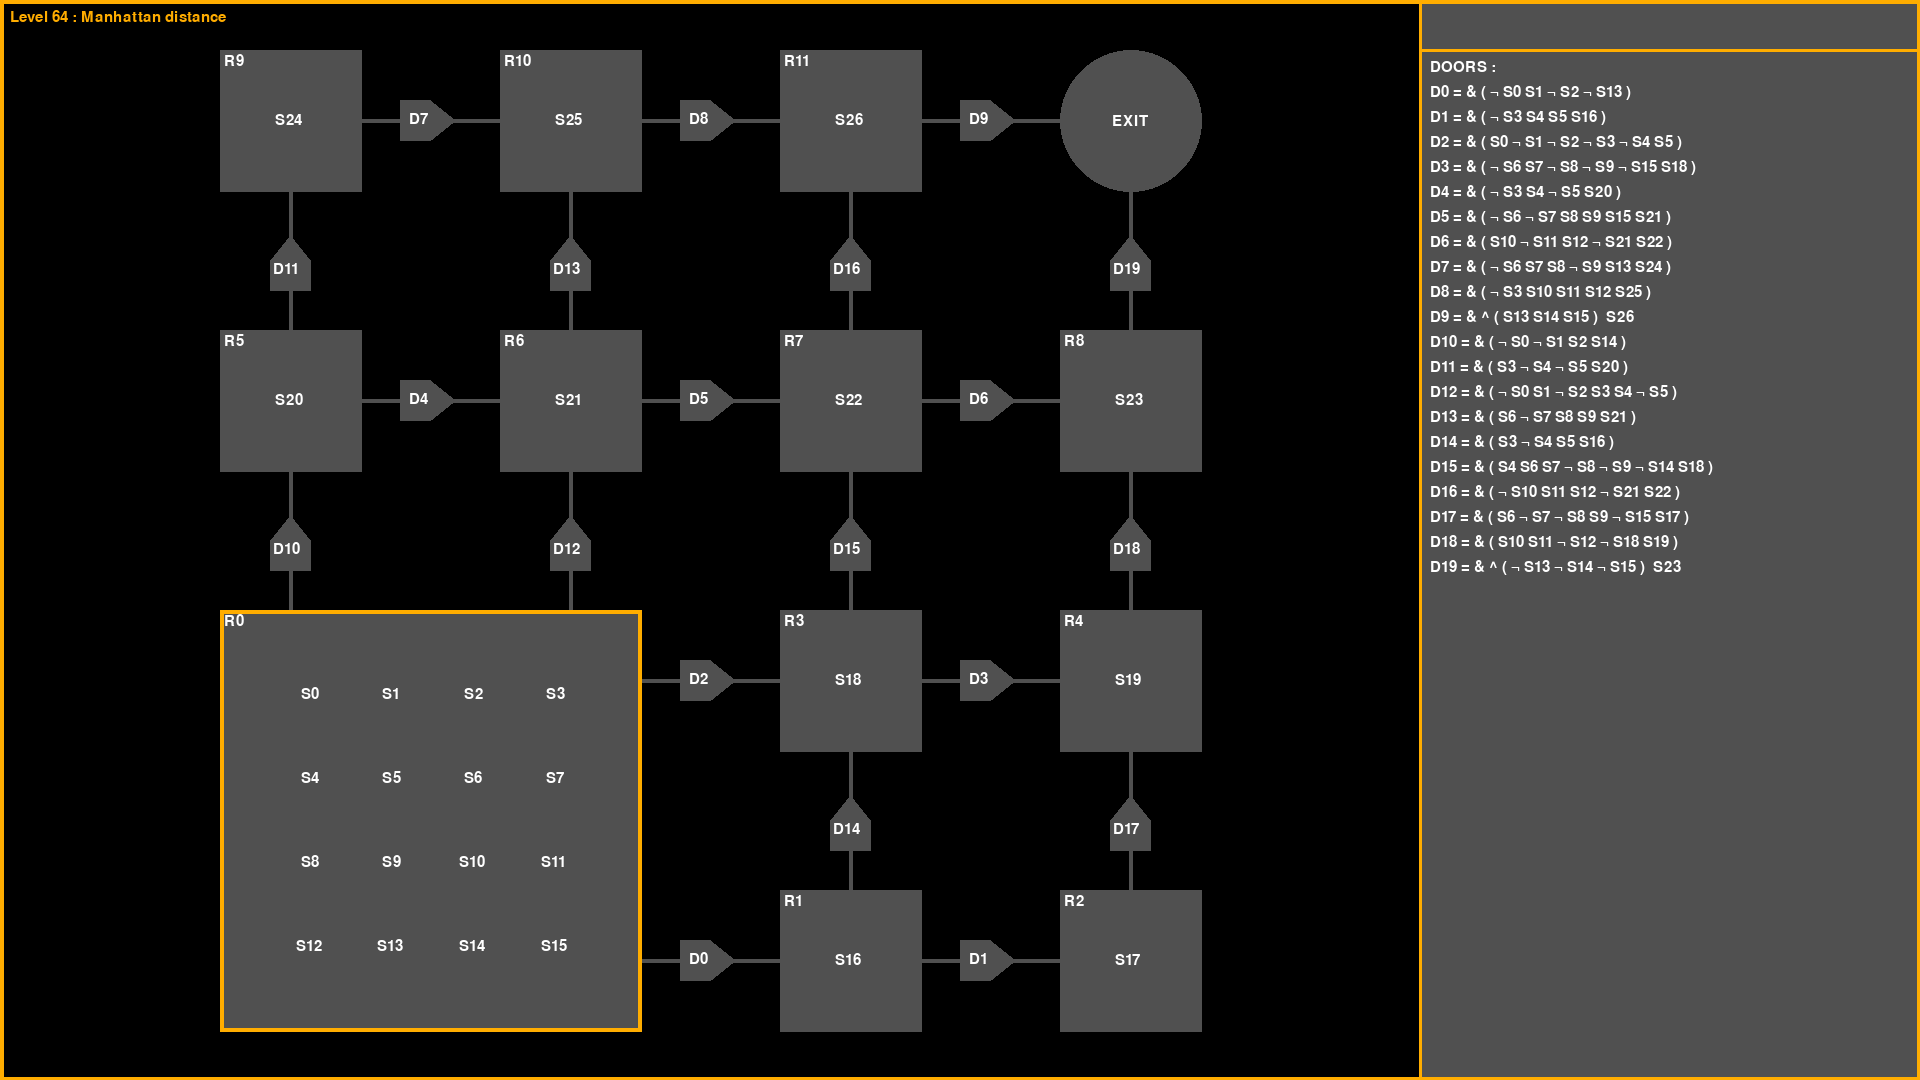 Level 64 : Manhattan distance
R9
S24
D7
R10
S25
D8
R11
S26
D9
EXIT
D11
D13
D16
D19
R5
S20
D4
R6
S21
D5
R7
S22
D6
R8
S23
D10
D12
D15
D18
R0
S0 S1 S2 S3
S4 S5 S6 S7
S8 S9 S10 S11
S12 S13 S14 S15
D2
R3
S18
D3
R4
S19
D14
D17
D0
R1
S16
D1
R2
S17
DOORS :
D0 = & ( ¬ S0 S1 ¬ S2 ¬ S13 )
D1 = & ( ¬ S3 S4 S5 S16 )
D2 = & ( S0 ¬ S1 ¬ S2 ¬ S3 ¬ S4 S5 )
D3 = & ( ¬ S6 S7 ¬ S8 ¬ S9 ¬ S15 S18 )
D4 = & ( ¬ S3 S4 ¬ S5 S20 )
D5 = & ( ¬ S6 ¬ S7 S8 S9 S15 S21 )
D6 = & ( S10 ¬ S11 S12 ¬ S21 S22 )
D7 = & ( ¬ S6 S7 S8 ¬ S9 S13 S24 )
D8 = & ( ¬ S3 S10 S11 S12 S25 )
D9 = & ^ ( S13 S14 S15 ) S26
D10 = & ( ¬ S0 ¬ S1 S2 S14 )
D11 = & ( S3 ¬ S4 ¬ S5 S20 )
D12 = & ( ¬ S0 S1 ¬ S2 S3 S4 ¬ S5 )
D13 = & ( S6 ¬ S7 S8 S9 S21 )
D14 = & ( S3 ¬ S4 S5 S16 )
D15 = & ( S4 S6 S7 ¬ S8 ¬ S9 ¬ S14 S18 )
D16 = & ( ¬ S10 S11 S12 ¬ S21 S22 )
D17 = & ( S6 ¬ S7 ¬ S8 S9 ¬ S15 S17 )
D18 = & ( S10 S11 ¬ S12 ¬ S18 S19 )
D19 = & ^ ( ¬ S13 ¬ S14 ¬ S15 ) S23